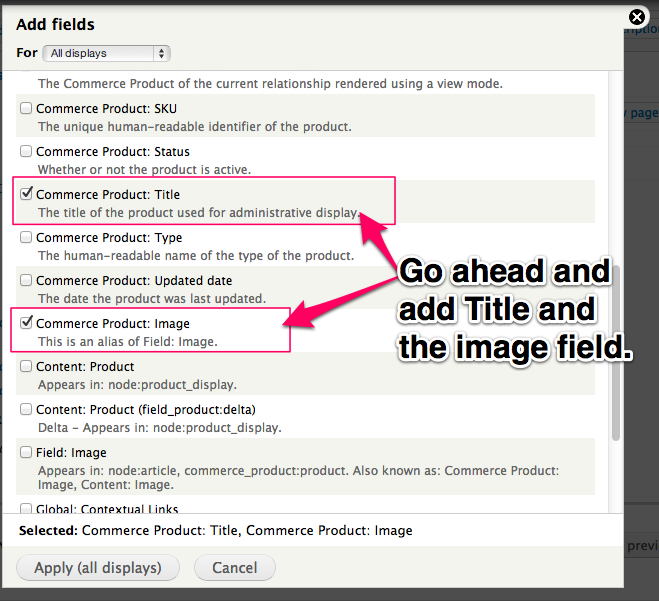 Add fields
For All displays
The Commerce Product of the current relationship rendered using a view mode.
Commerce Product: SKU
The unique human-readable identifier of the product.
Commerce Product: Status
Whether or not the product is active.
Commerce Product: Title
The title of the product used for administrative display.
Commerce Product: Type
The human-readable name of the type of the product.
Commerce Product: Updated date
The date the product was last updated.
Commerce Product: Image
This is an alias of Field: Image.
Go ahead and
add Title and
the image field.
Content: Product
Appears in: node:product_display.
Content: Product (field_product:delta)
Delta - Appears in: node:product_display.
Field: Image
Appears in: node:article, commerce_product:product. Also known as: Commerce Product:
Image, Content: Image.
Global: Contextual Links
Selected: Commerce Product: Title, Commerce Product: Image
Apply (all displays) Cancel
page
previ